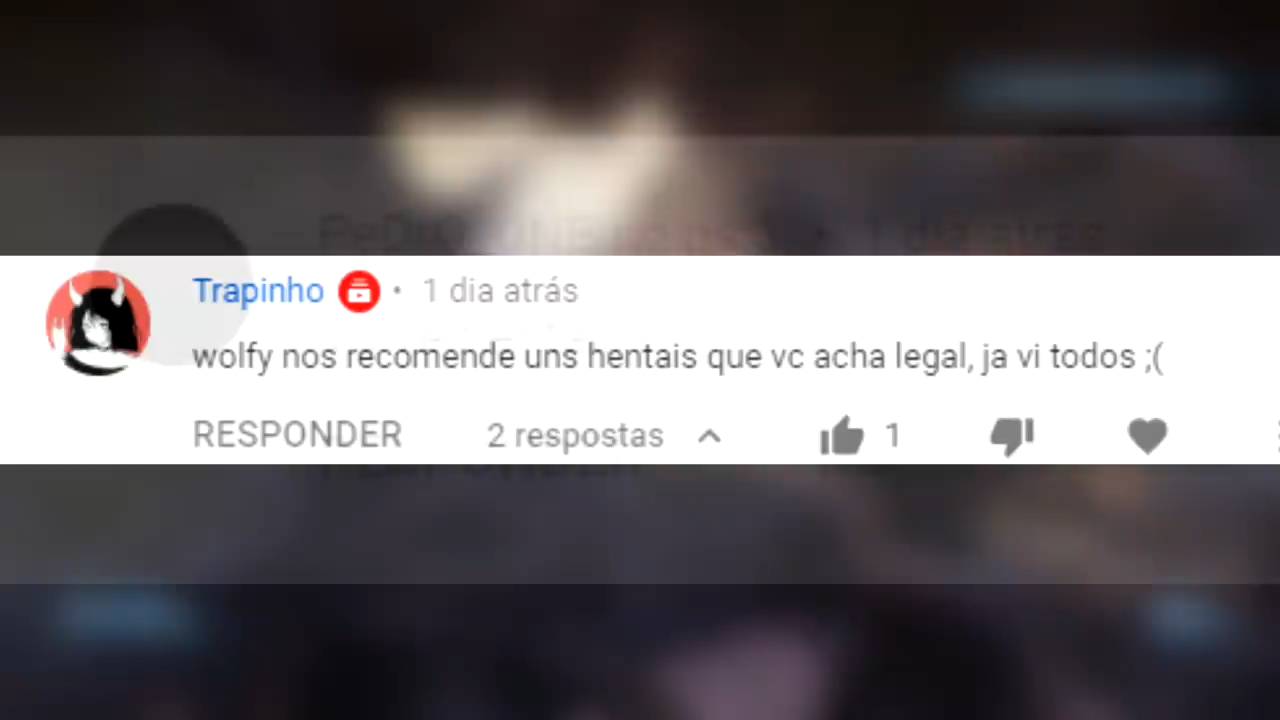 Trapinho • 1 dia atrás
wolfy nos recomende uns hentais que vc acha legal, ja vi todos ;(
RESPONDER 2 respostas 1